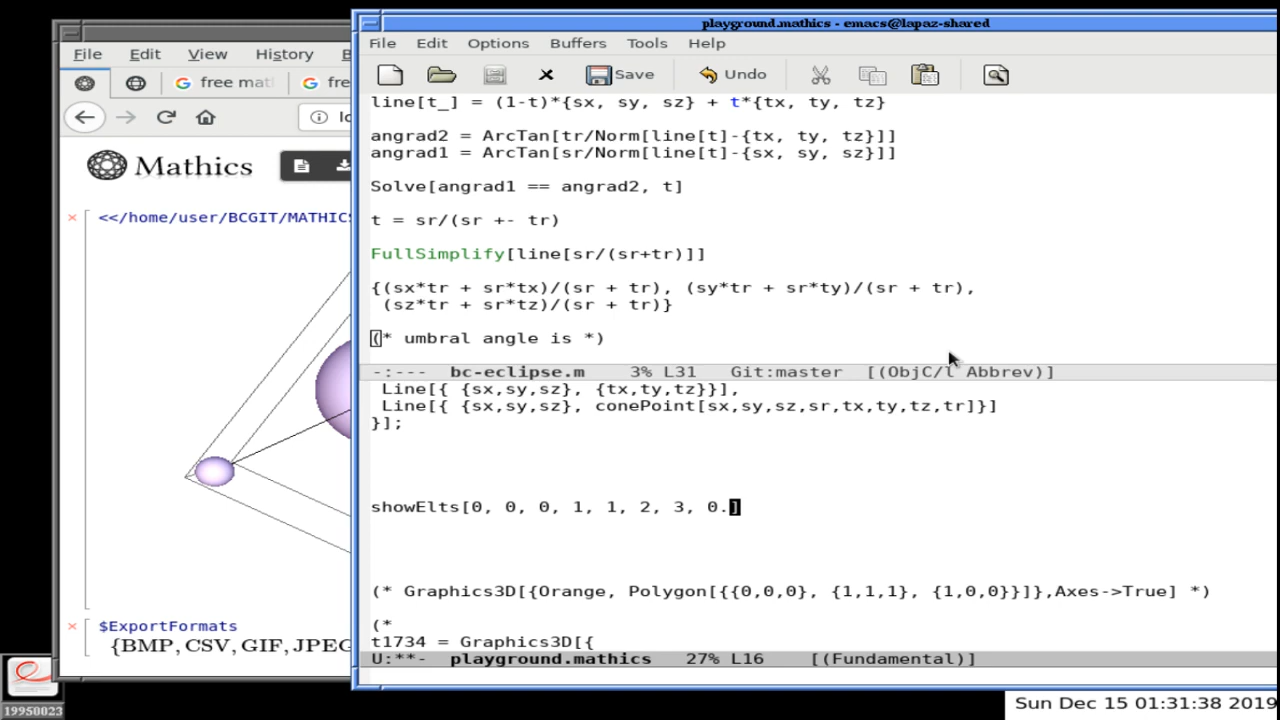 playground.mathics - emacs@lapaz-shared
File Edit View History
File Edit Options Buffers Tools Help
free mat
fre
Save Undo
Mathics
line[t_] = (1-t)*{sx, sy, sz} + t*{tx, ty, tz}
angrad2 = ArcTan[tr/Norm[line[t]-{tx, ty, tz}]]
angrad1 = ArcTan[sr/Norm[line[t]-{sx, sy, sz}]]
Solve[angrad1 == angrad2, t]
<</home/user/BCGIT/MATHICS
t = sr/(sr +- tr)
FullSimplify[line[sr/(sr+tr)]]
{(sx*tr + sr*tx)/(sr + tr), (sy*tr + sr*ty)/(sr + tr),
(sz*tr + sr*tz)/(sr + tr)}
(* umbral angle is *)
-:--- bc-eclipse.m 3% L31 Git:master [(ObjC/l Abbrev)]
Line[{ {sx,sy,sz}, {tx,ty,tz}}],
Line[{ {sx,sy,sz}, conePoint[sx,sy,sz,sr,tx,ty,tz,tr]}]
}];
showElts[0, 0, 0, 1, 1, 2, 3, 0.]
(* Graphics3D[{Orange, Polygon[{{0,0,0}, {1,1,1}, {1,0,0}}]},Axes->True] *)
(*
t1734 = Graphics3D[{
$ExportFormats
{BMP, CSV, GIF, JPEG
U:**- playground.mathics 27% L16 [(Fundamental)]
19950023
Sun Dec 15 01:31:38 2019